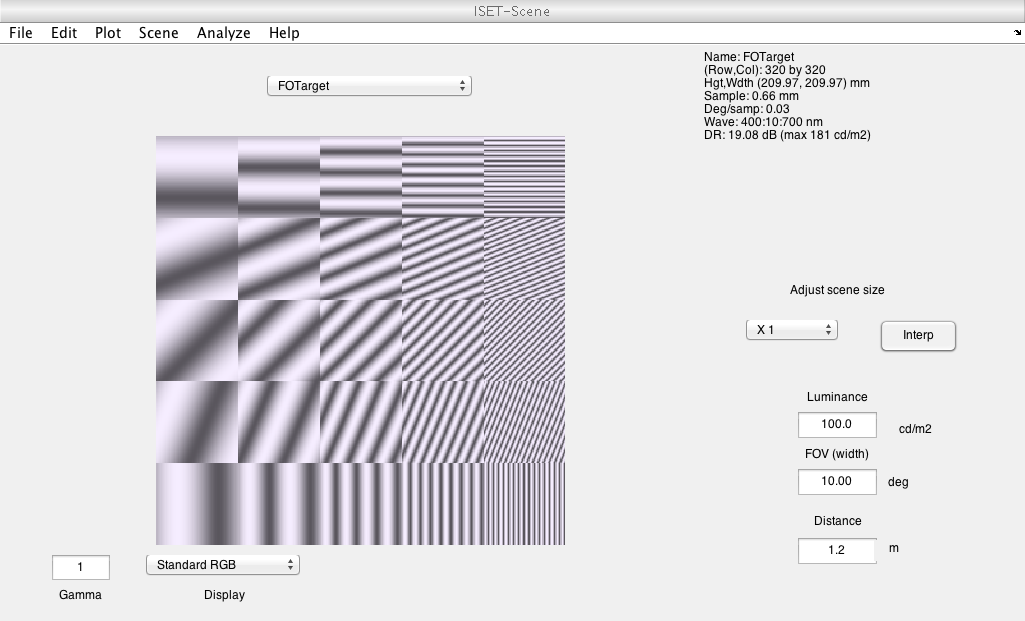 ISET-Scene
File Edit Plot Scene Analyze Help
FOTarget
Name: FOTarget
(Row,Col): 320 by 320
Hgt,Wdth (209.97, 209.97) mm
Sample: 0.66 mm
Deg/samp: 0.03
Wave: 400:10:700 nm
DR: 19.08 dB (max 181 cd/m2)
Adjust scene size
X 1
Interp
Luminance
100.0 cd/m2
FOV (width)
10.00 deg
Distance
1.2 m
1 Standard RGB
Gamma Display